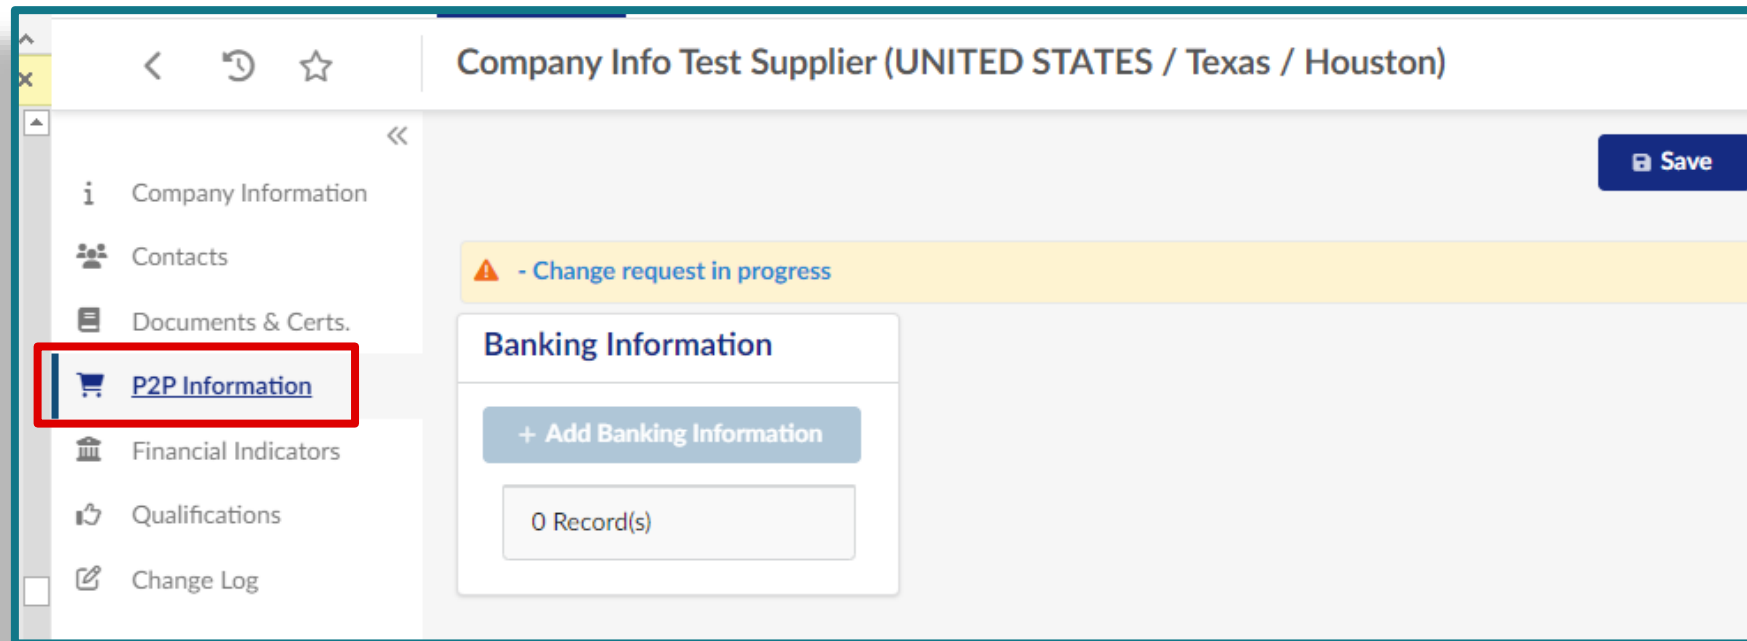 Company Info Test Supplier (UNITED STATES / Texas / Houston)
Save
Company Information
Contacts
Documents & Certs.
P2P Information
Financial Indicators
Qualifications
Change Log
- Change request in progress
Banking Information
+ Add Banking Information
0 Record(s)